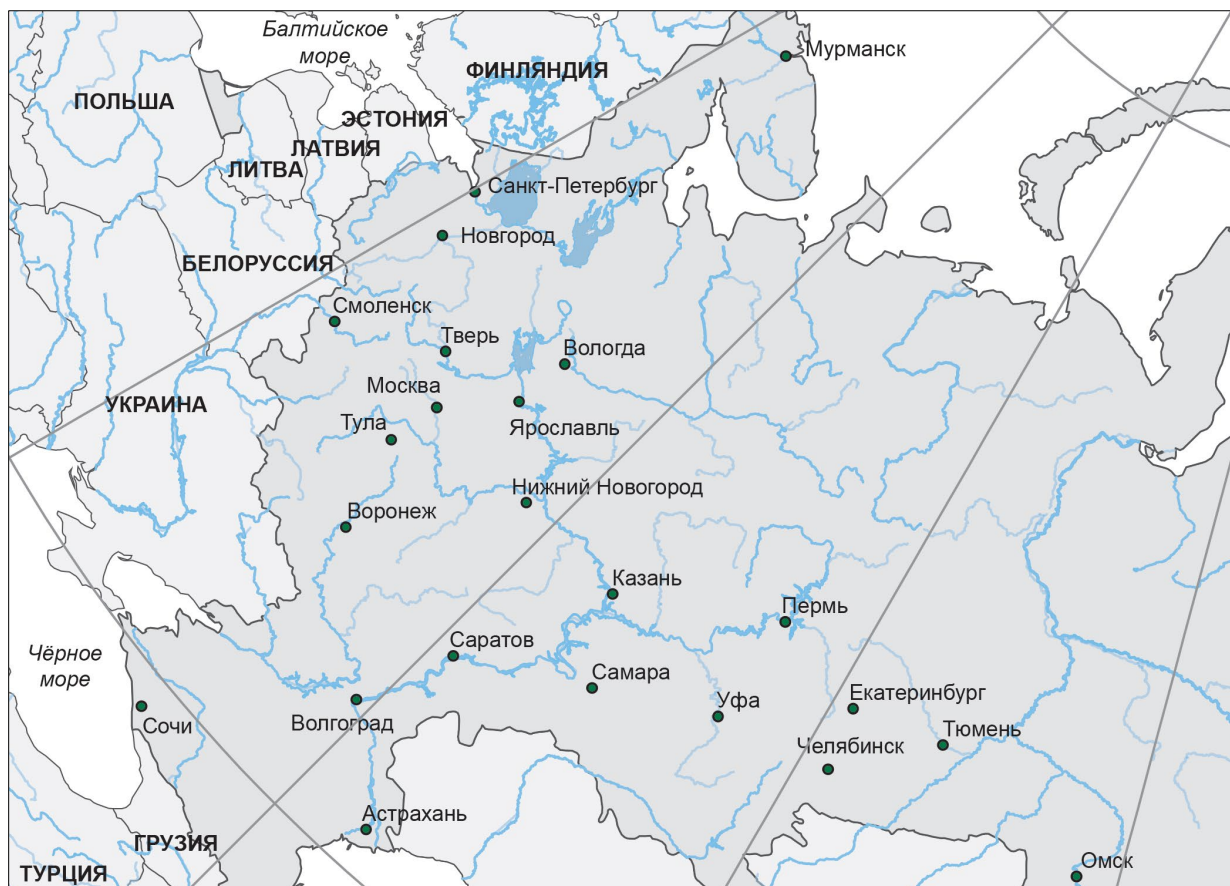 Балтийское
море
Мурманск
ФИНЛЯНДИЯ
ПОЛЬША
ЭСТОНИЯ
ЛАТВИЯ
ЛИТВА
Санкт-Петербург
Новгород
БЕЛОРУССИЯ
Смоленск
Тверь
Вологда
Москва
УКРАИНА
Тула
Ярославль
Нижний Новогород
Воронеж
Казань
Пермь
Саратов
Чёрное
море
Самара
Уфа
Екатеринбург
Сочи
Волгоград
Тюмень
Челябинск
Астрахань
ГРУЗИЯ
ТУРЦИЯ
Омск